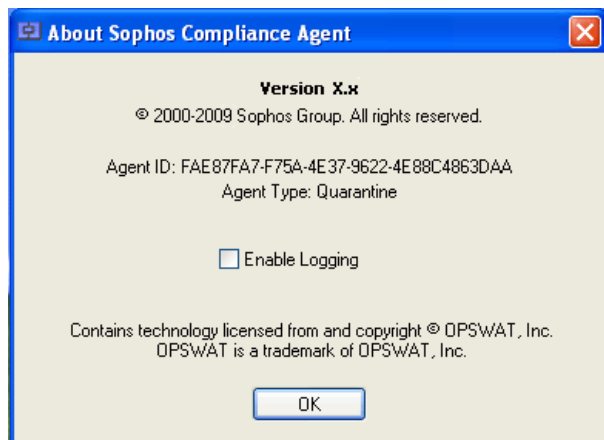 About Sophos Compliance Agent
Version X.x
© 2000-2009 Sophos Group. All rights reserved.
Agent ID: FAE87FA7-F75A-4E37-9622-4E88C4863DAA
Agent Type: Quarantine
Enable Logging
Contains technology licensed from and copyright © OPSWAT, Inc.
OPSWAT is a trademark of OPSWAT, Inc.
OK